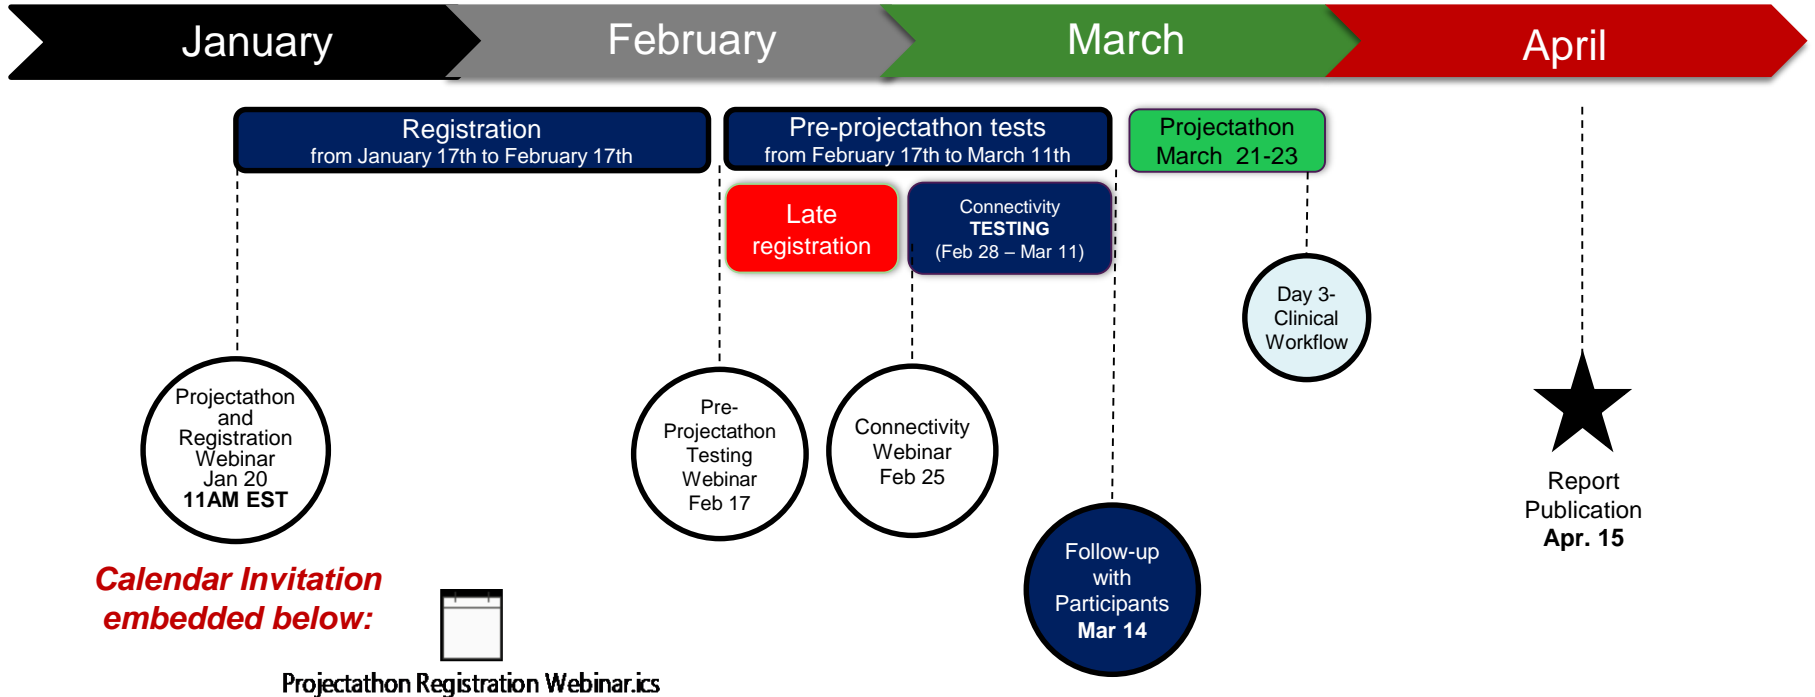 January
February
March
April
Registration
from January 17th to February 17th
Pre-projectathon tests
from February 17th to March 11th
Projectathon
March 21-23
Late
registration
Connectivity
TESTING
(Feb 28 – Mar 11)
Day 3-
Clinical
Workflow
Projectathon
and
Registration
Webinar
Jan 20
11AM EST
Pre-
Projectathon
Testing
Webinar
Feb 17
Connectivity
Webinar
Feb 25
Follow-up
with
Participants
Mar 14
Report
Publication
Apr. 15
Calendar Invitation
embedded below:
Projectathon Registration Webinar.ics